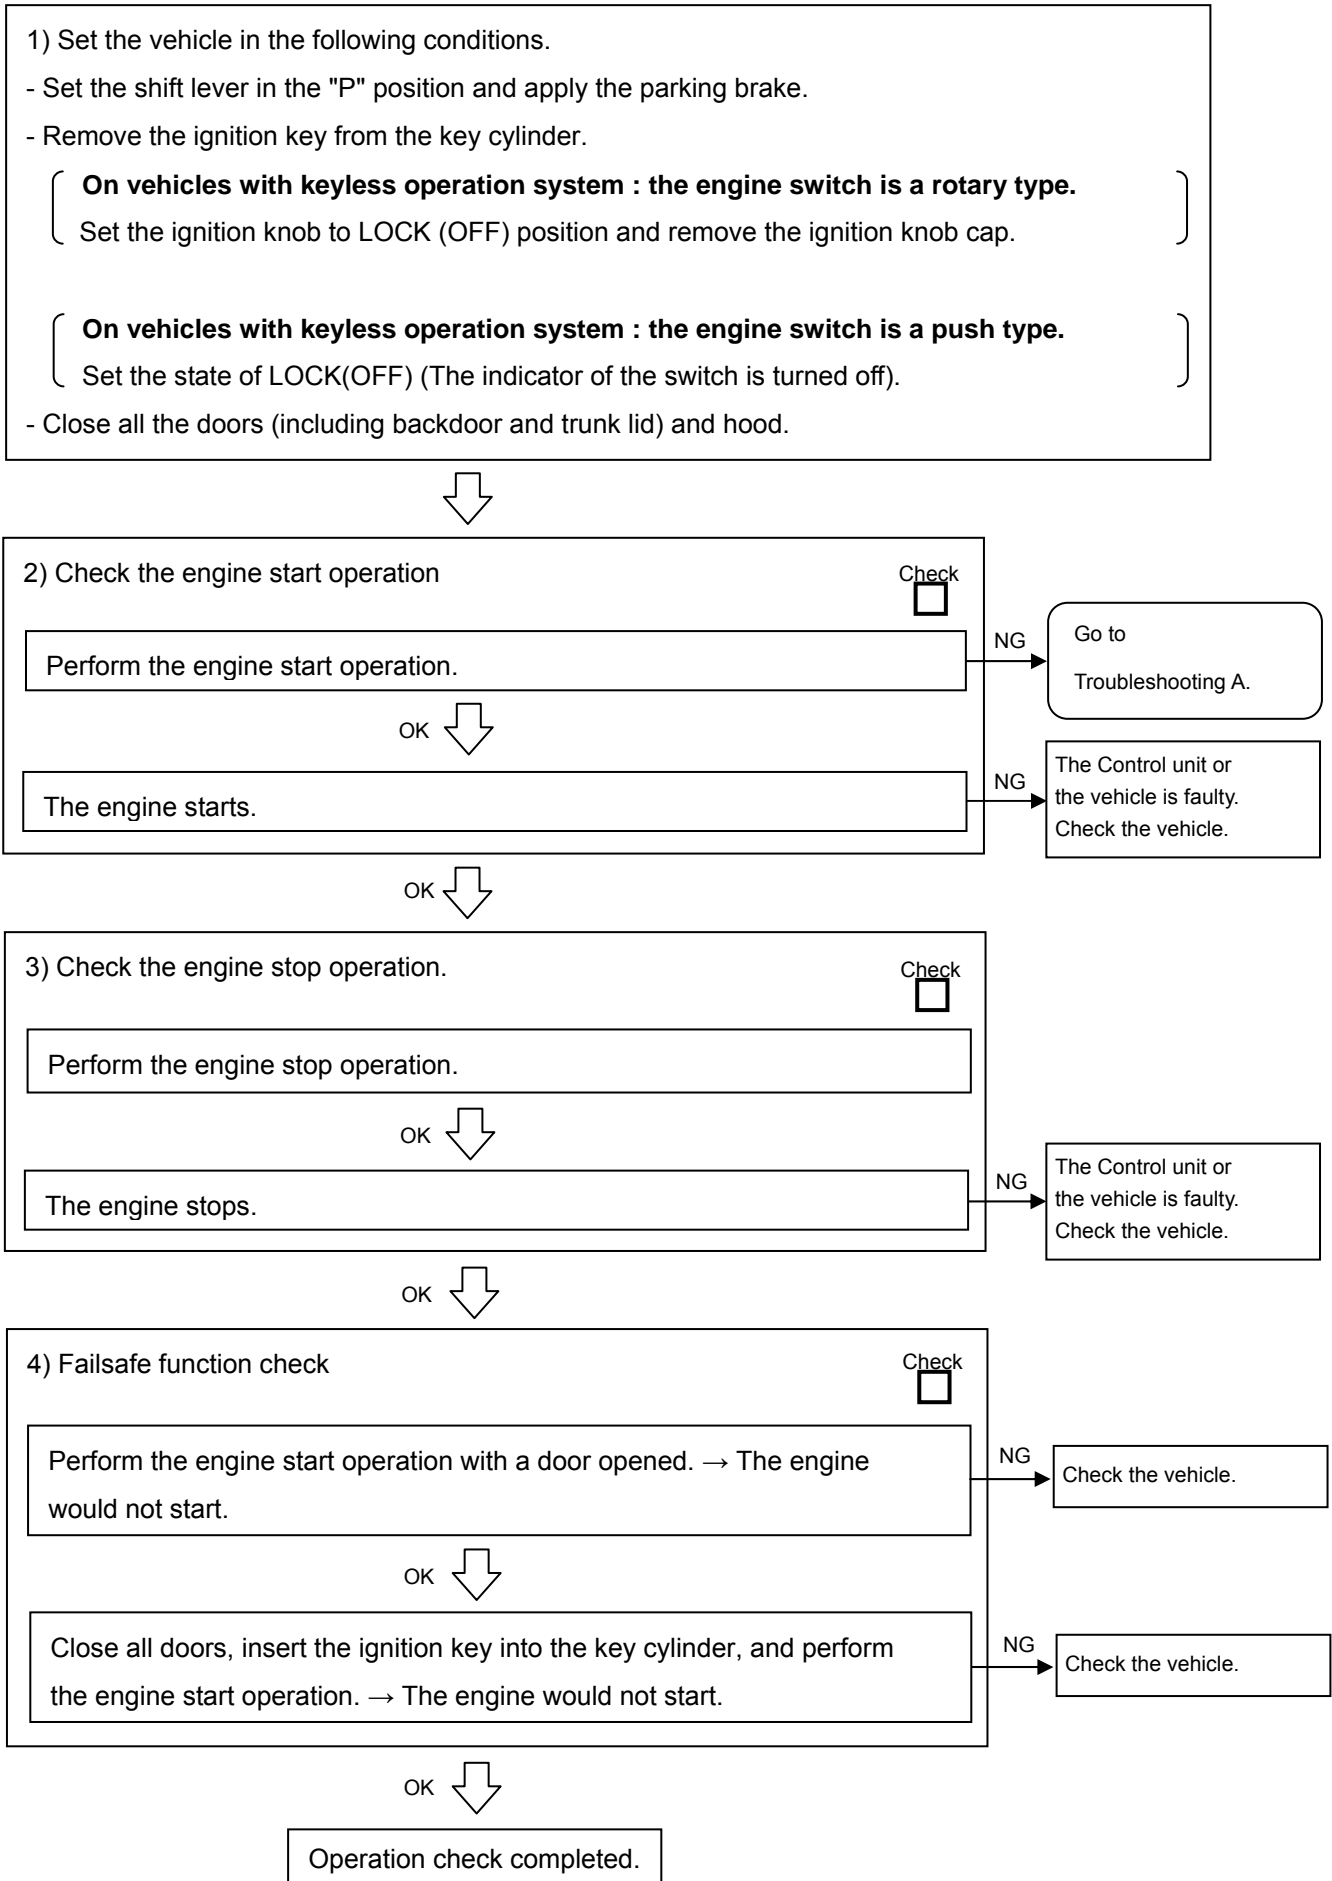 1) Set the vehicle in the following conditions.
- Set the shift lever in the "P" position and apply the parking brake.
- Remove the ignition key from the key cylinder.
On vehicles with keyless operation system : the engine switch is a rotary type.
Set the ignition knob to LOCK (OFF) position and remove the ignition knob cap.
On vehicles with keyless operation system : the engine switch is a push type.
Set the state of LOCK(OFF) (The indicator of the switch is turned off).
- Close all the doors (including backdoor and trunk lid) and hood.
2) Check the engine start operation
Check
Perform the engine start operation.
NG
Go to
Troubleshooting A.
OK
The engine starts.
NG
The Control unit or
the vehicle is faulty.
Check the vehicle.
OK
3) Check the engine stop operation.
Check
Perform the engine stop operation.
OK
The engine stops.
NG
The Control unit or
the vehicle is faulty.
Check the vehicle.
OK
4) Failsafe function check
Check
Perform the engine start operation with a door opened. → The engine
would not start.
NG
Check the vehicle.
OK
Close all doors, insert the ignition key into the key cylinder, and perform
the engine start operation. → The engine would not start.
NG
Check the vehicle.
OK
Operation check completed.